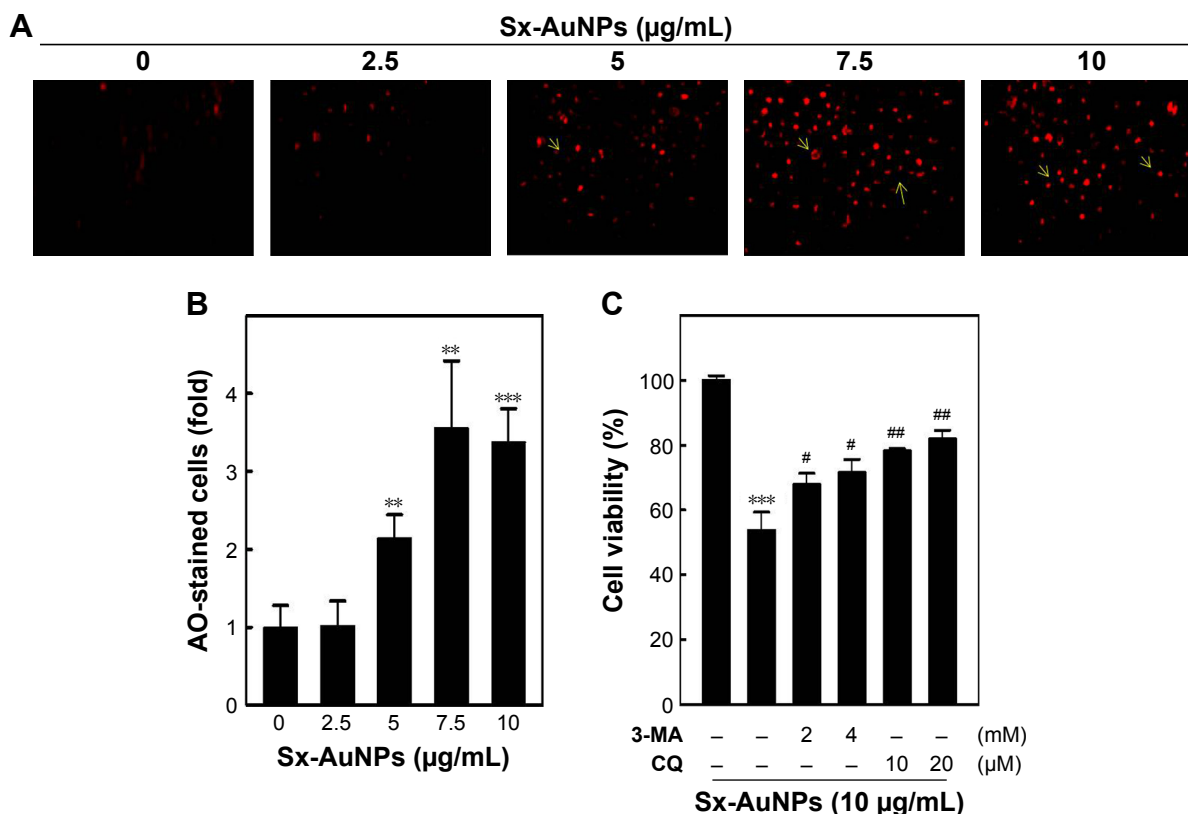 A
Sx-AuNPs (µg/mL)
0 2.5 5 7.5 10
B
AO-stained cells (fold)
4
3
2
1
0
** ** ***
0 2.5 5 7.5 10
Sx-AuNPs (µg/mL)
C
Cell viability (%)
100
80
60
40
20
0
*** # # ## ##
3-MA – – 2 4 – – (mM)
CQ – – – – 10 20 (µM)
Sx-AuNPs (10 µg/mL)